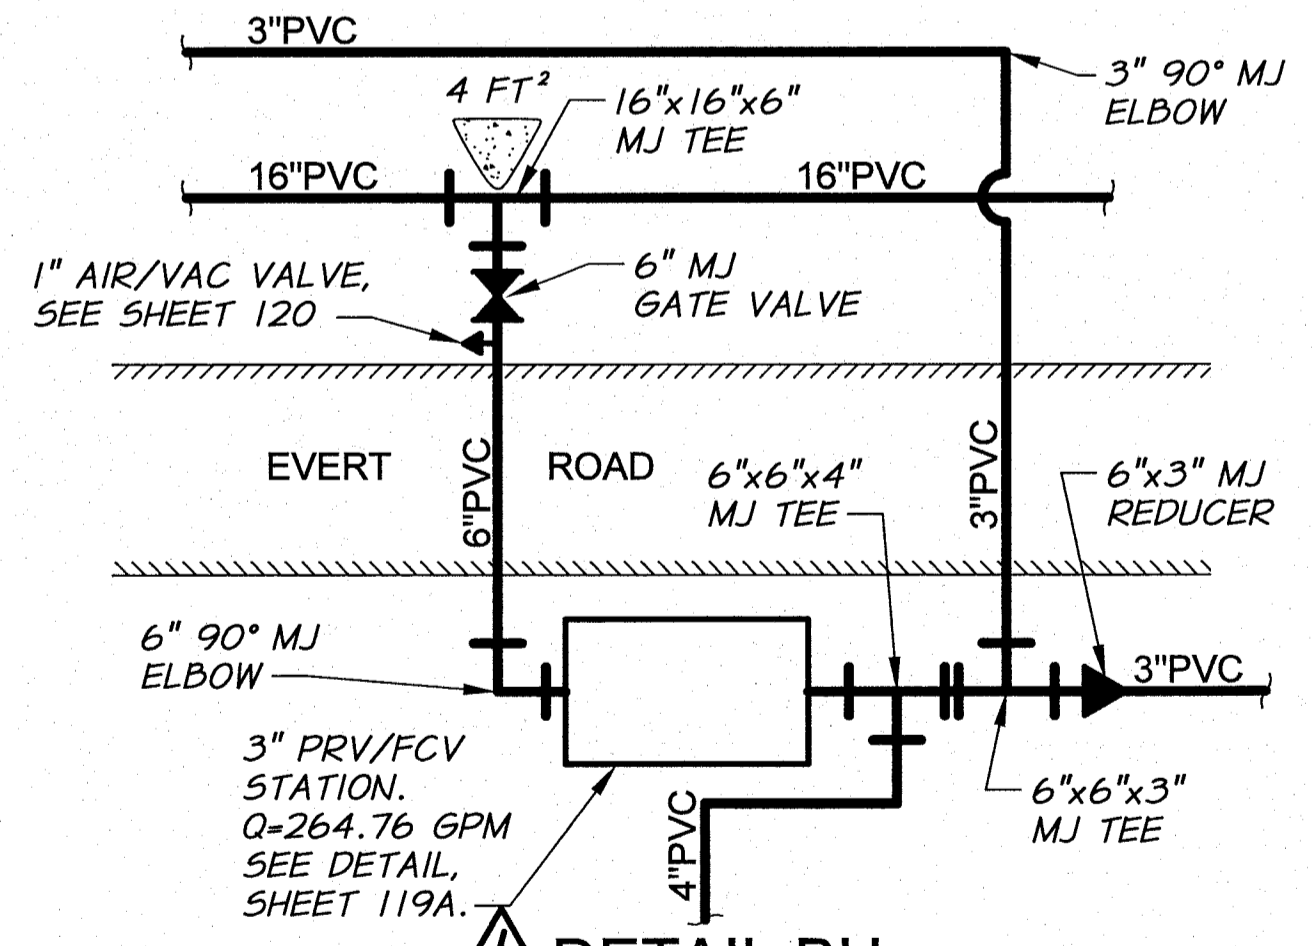 3"PVC
3" 90° MJ
ELBOW
4 FT²
16"x16"x6"
MJ TEE
16"PVC
16"PVC
1" AIR/VAC VALVE,
SEE SHEET 120
6" MJ
GATE VALVE
EVERT ROAD
6"PVC
6"x6"x4"
MJ TEE
3"PVC
6"x3" MJ
REDUCER
6" 90° MJ
ELBOW
3"PVC
3" PRV/FCV
STATION.
Q=264.76 GPM
SEE DETAIL,
SHEET 119A.
4"PVC
6"x6"x3"
MJ TEE